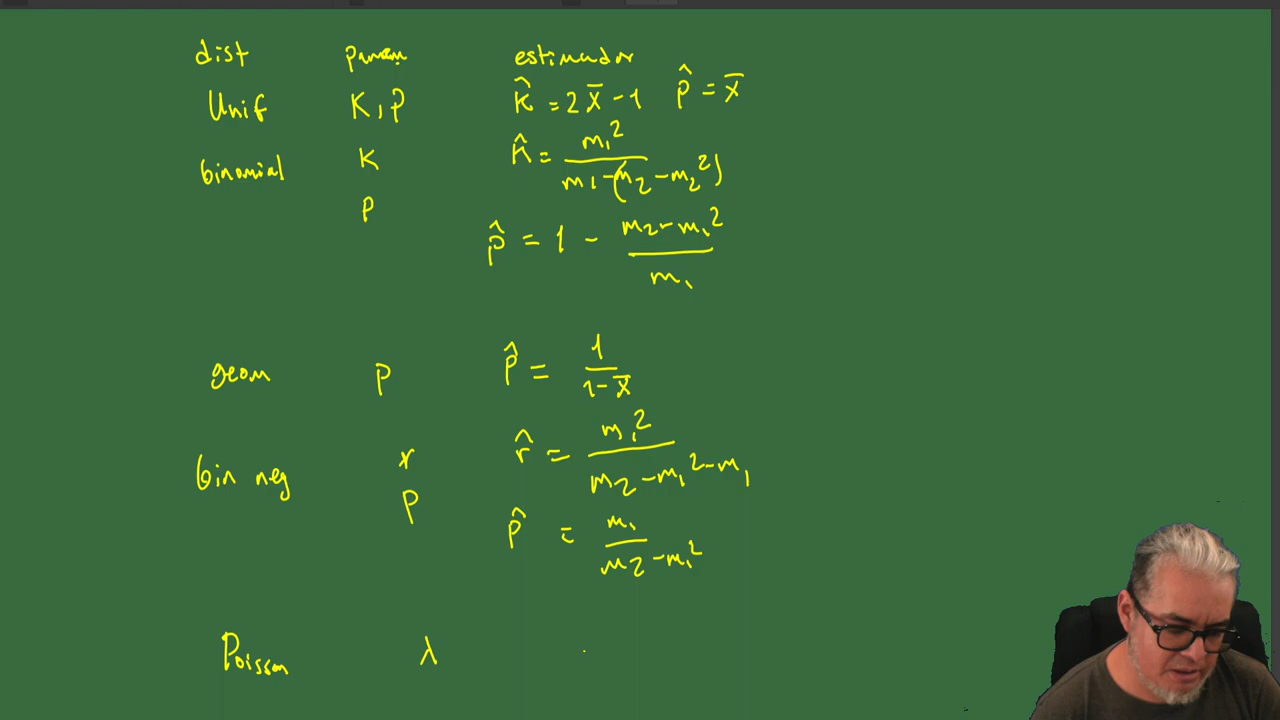 dist param estimador
Unif K, P K̂ = 2x̄ - 1 p̂ = x̄
binomial K K̂ = m₁² / (m₁ - (m₂ - m₂²))
P p̂ = 1 - (m₂ - m₁²) / m₁
geom P p̂ = 1 / (1 - x̄)
bin neg r r̂ = m₁² / (m₂ - m₁² - m₁)
P p̂ = m₁ / (m₂ - m₁²)
Poisson λ